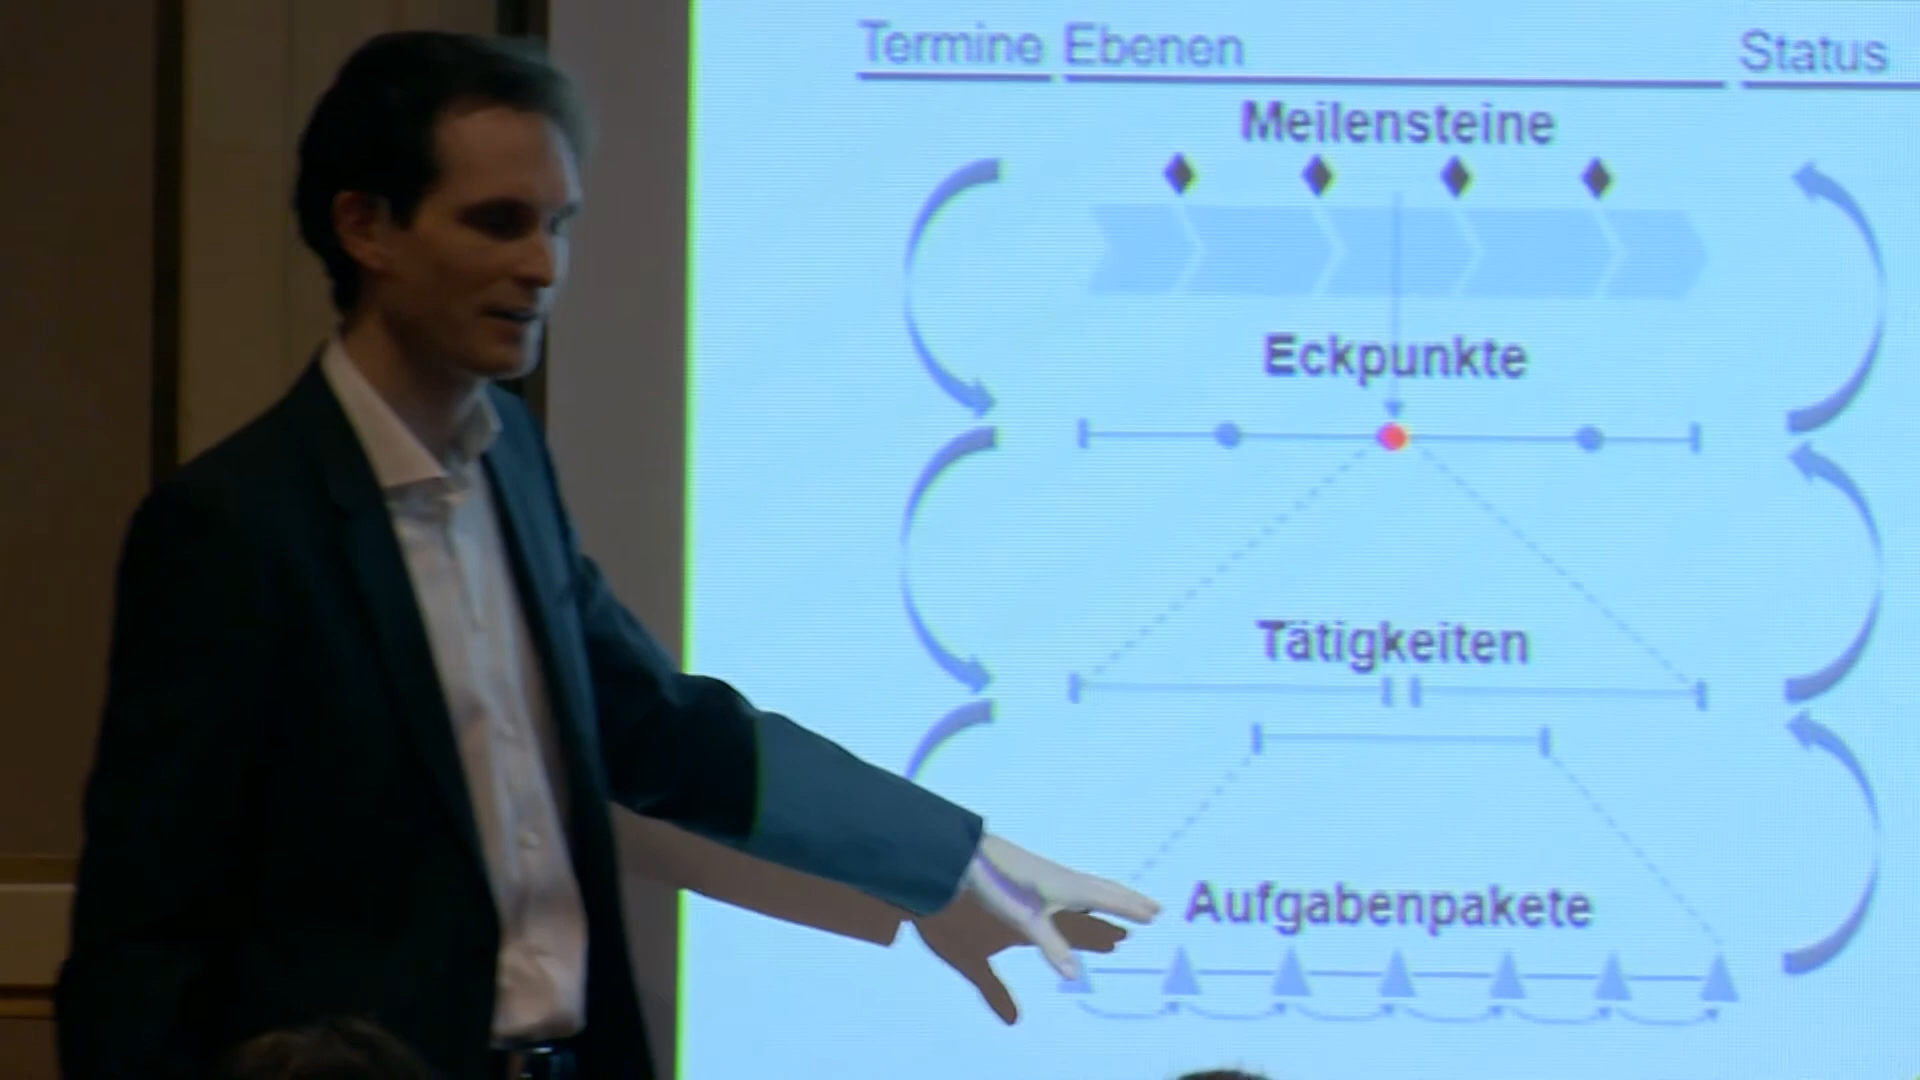 Termine Ebenen Status
Meilensteine
Eckpunkte
Tätigkeiten
Aufgabenpakete